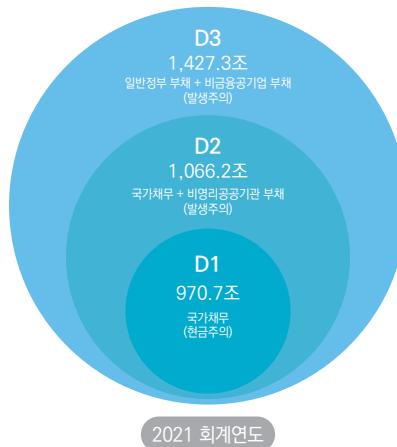 D3
1,427.3조
일반정부 부채 + 비금융공기업 부채
(발생주의)
D2
1,066.2조
국가채무 + 비영리공공기관 부채
(발생주의)
D1
970.7조
국가채무
(현금주의)
2021 회계연도